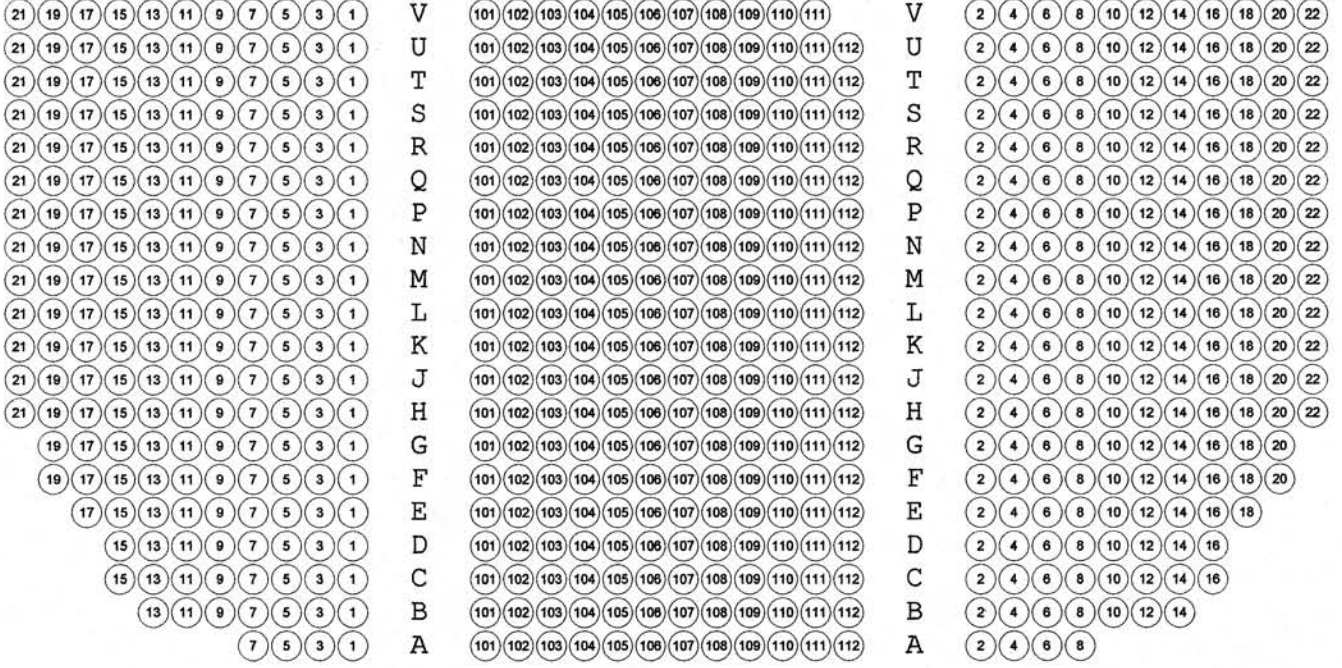 21 19 17 15 13 11 9 7 5 3 1 V 101 102 103 104 105 106 107 108 109 110 111 V 2 4 6 8 10 12 14 16 18 20 22
21 19 17 15 13 11 9 7 5 3 1 U 101 102 103 104 105 106 107 108 109 110 111 112 U 2 4 6 8 10 12 14 16 18 20 22
21 19 17 15 13 11 9 7 5 3 1 T 101 102 103 104 105 106 107 108 109 110 111 112 T 2 4 6 8 10 12 14 16 18 20 22
21 19 17 15 13 11 9 7 5 3 1 S 101 102 103 104 105 106 107 108 109 110 111 112 S 2 4 6 8 10 12 14 16 18 20 22
21 19 17 15 13 11 9 7 5 3 1 R 101 102 103 104 105 106 107 108 109 110 111 112 R 2 4 6 8 10 12 14 16 18 20 22
21 19 17 15 13 11 9 7 5 3 1 Q 101 102 103 104 105 106 107 108 109 110 111 112 Q 2 4 6 8 10 12 14 16 18 20 22
21 19 17 15 13 11 9 7 5 3 1 P 101 102 103 104 105 106 107 108 109 110 111 112 P 2 4 6 8 10 12 14 16 18 20 22
21 19 17 15 13 11 9 7 5 3 1 N 101 102 103 104 105 106 107 108 109 110 111 112 N 2 4 6 8 10 12 14 16 18 20 22
21 19 17 15 13 11 9 7 5 3 1 M 101 102 103 104 105 106 107 108 109 110 111 112 M 2 4 6 8 10 12 14 16 18 20 22
21 19 17 15 13 11 9 7 5 3 1 L 101 102 103 104 105 106 107 108 109 110 111 112 L 2 4 6 8 10 12 14 16 18 20 22
21 19 17 15 13 11 9 7 5 3 1 K 101 102 103 104 105 106 107 108 109 110 111 112 K 2 4 6 8 10 12 14 16 18 20 22
21 19 17 15 13 11 9 7 5 3 1 J 101 102 103 104 105 106 107 108 109 110 111 112 J 2 4 6 8 10 12 14 16 18 20 22
21 19 17 15 13 11 9 7 5 3 1 H 101 102 103 104 105 106 107 108 109 110 111 112 H 2 4 6 8 10 12 14 16 18 20 22
19 17 15 13 11 9 7 5 3 1 G 101 102 103 104 105 106 107 108 109 110 111 112 G 2 4 6 8 10 12 14 16 18 20
19 17 15 13 11 9 7 5 3 1 F 101 102 103 104 105 106 107 108 109 110 111 112 F 2 4 6 8 10 12 14 16 18 20
17 15 13 11 9 7 5 3 1 E 101 102 103 104 105 106 107 108 109 110 111 112 E 2 4 6 8 10 12 14 16 18
15 13 11 9 7 5 3 1 D 101 102 103 104 105 106 107 108 109 110 111 112 D 2 4 6 8 10 12 14 16
15 13 11 9 7 5 3 1 C 101 102 103 104 105 106 107 108 109 110 111 112 C 2 4 6 8 10 12 14 16
13 11 9 7 5 3 1 B 101 102 103 104 105 106 107 108 109 110 111 112 B 2 4 6 8 10 12 14
7 5 3 1 A 101 102 103 104 105 106 107 108 109 110 111 112 A 2 4 6 8